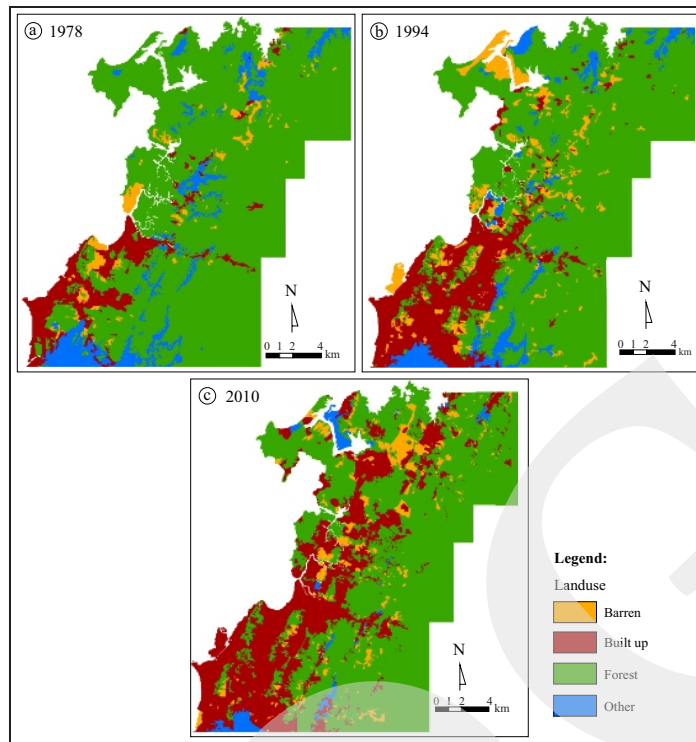 a 1978
N
0 1 2 4
km
b 1994
N
0 1 2 4
km
c 2010
N
0 1 2 4
km
Legend:
Landuse
Barren
Built up
Forest
Other